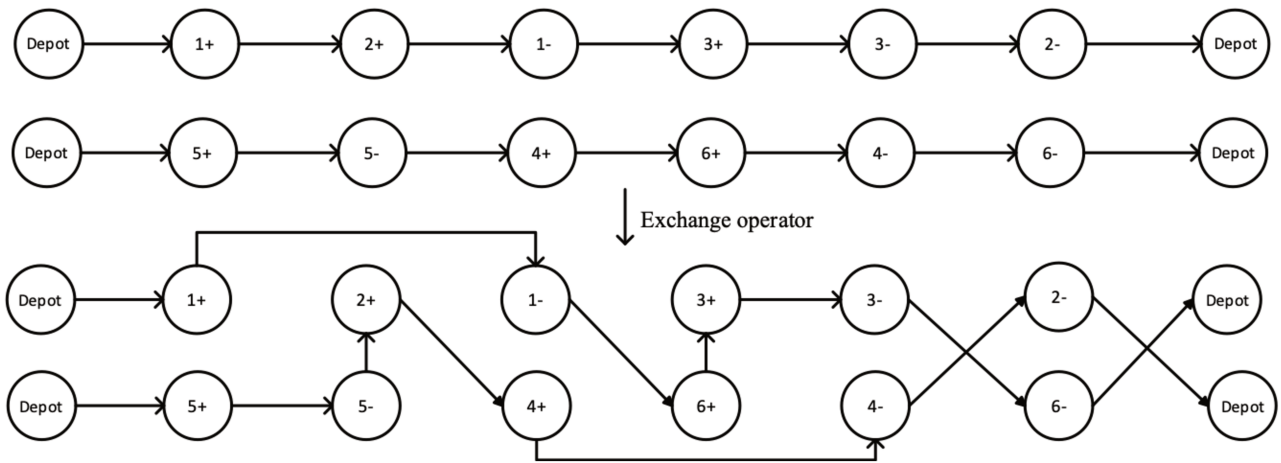 Depot 1+ 2+ 1- 3+ 3- 2- Depot
Depot 5+ 5- 4+ 6+ 4- 6- Depot
Exchange operator
Depot 1+ 2+ 1- 3+ 3- 2- Depot
Depot 5+ 5- 4+ 6+ 4- 6- Depot